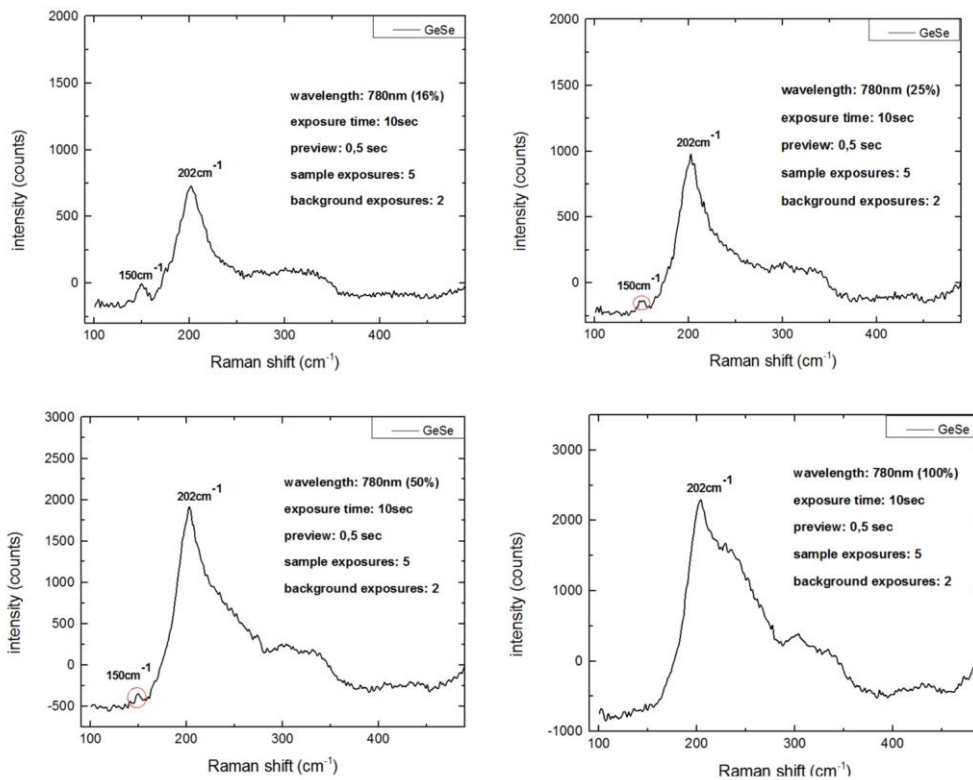 2000
1500
1000
500
0
100
200
300
400
intensity (counts)
Raman shift (cm⁻¹)
GeSe
wavelength: 780nm (16%)
exposure time: 10sec
preview: 0,5 sec
sample exposures: 5
background exposures: 2
202cm⁻¹
150cm⁻¹
2000
1500
1000
500
0
100
200
300
400
intensity (counts)
Raman shift (cm⁻¹)
GeSe
wavelength: 780nm (25%)
exposure time: 10sec
preview: 0,5 sec
sample exposures: 5
background exposures: 2
202cm⁻¹
150cm⁻¹
3000
2500
2000
1500
1000
500
0
-500
100
200
300
400
intensity (counts)
Raman shift (cm⁻¹)
GeSe
wavelength: 780nm (50%)
exposure time: 10sec
preview: 0,5 sec
sample exposures: 5
background exposures: 2
202cm⁻¹
150cm⁻¹
3000
2000
1000
0
-1000
100
200
300
400
intensity (counts)
Raman shift (cm⁻¹)
GeSe
wavelength: 780nm (100%)
exposure time: 10sec
preview: 0,5 sec
sample exposures: 5
background exposures: 2
202cm⁻¹